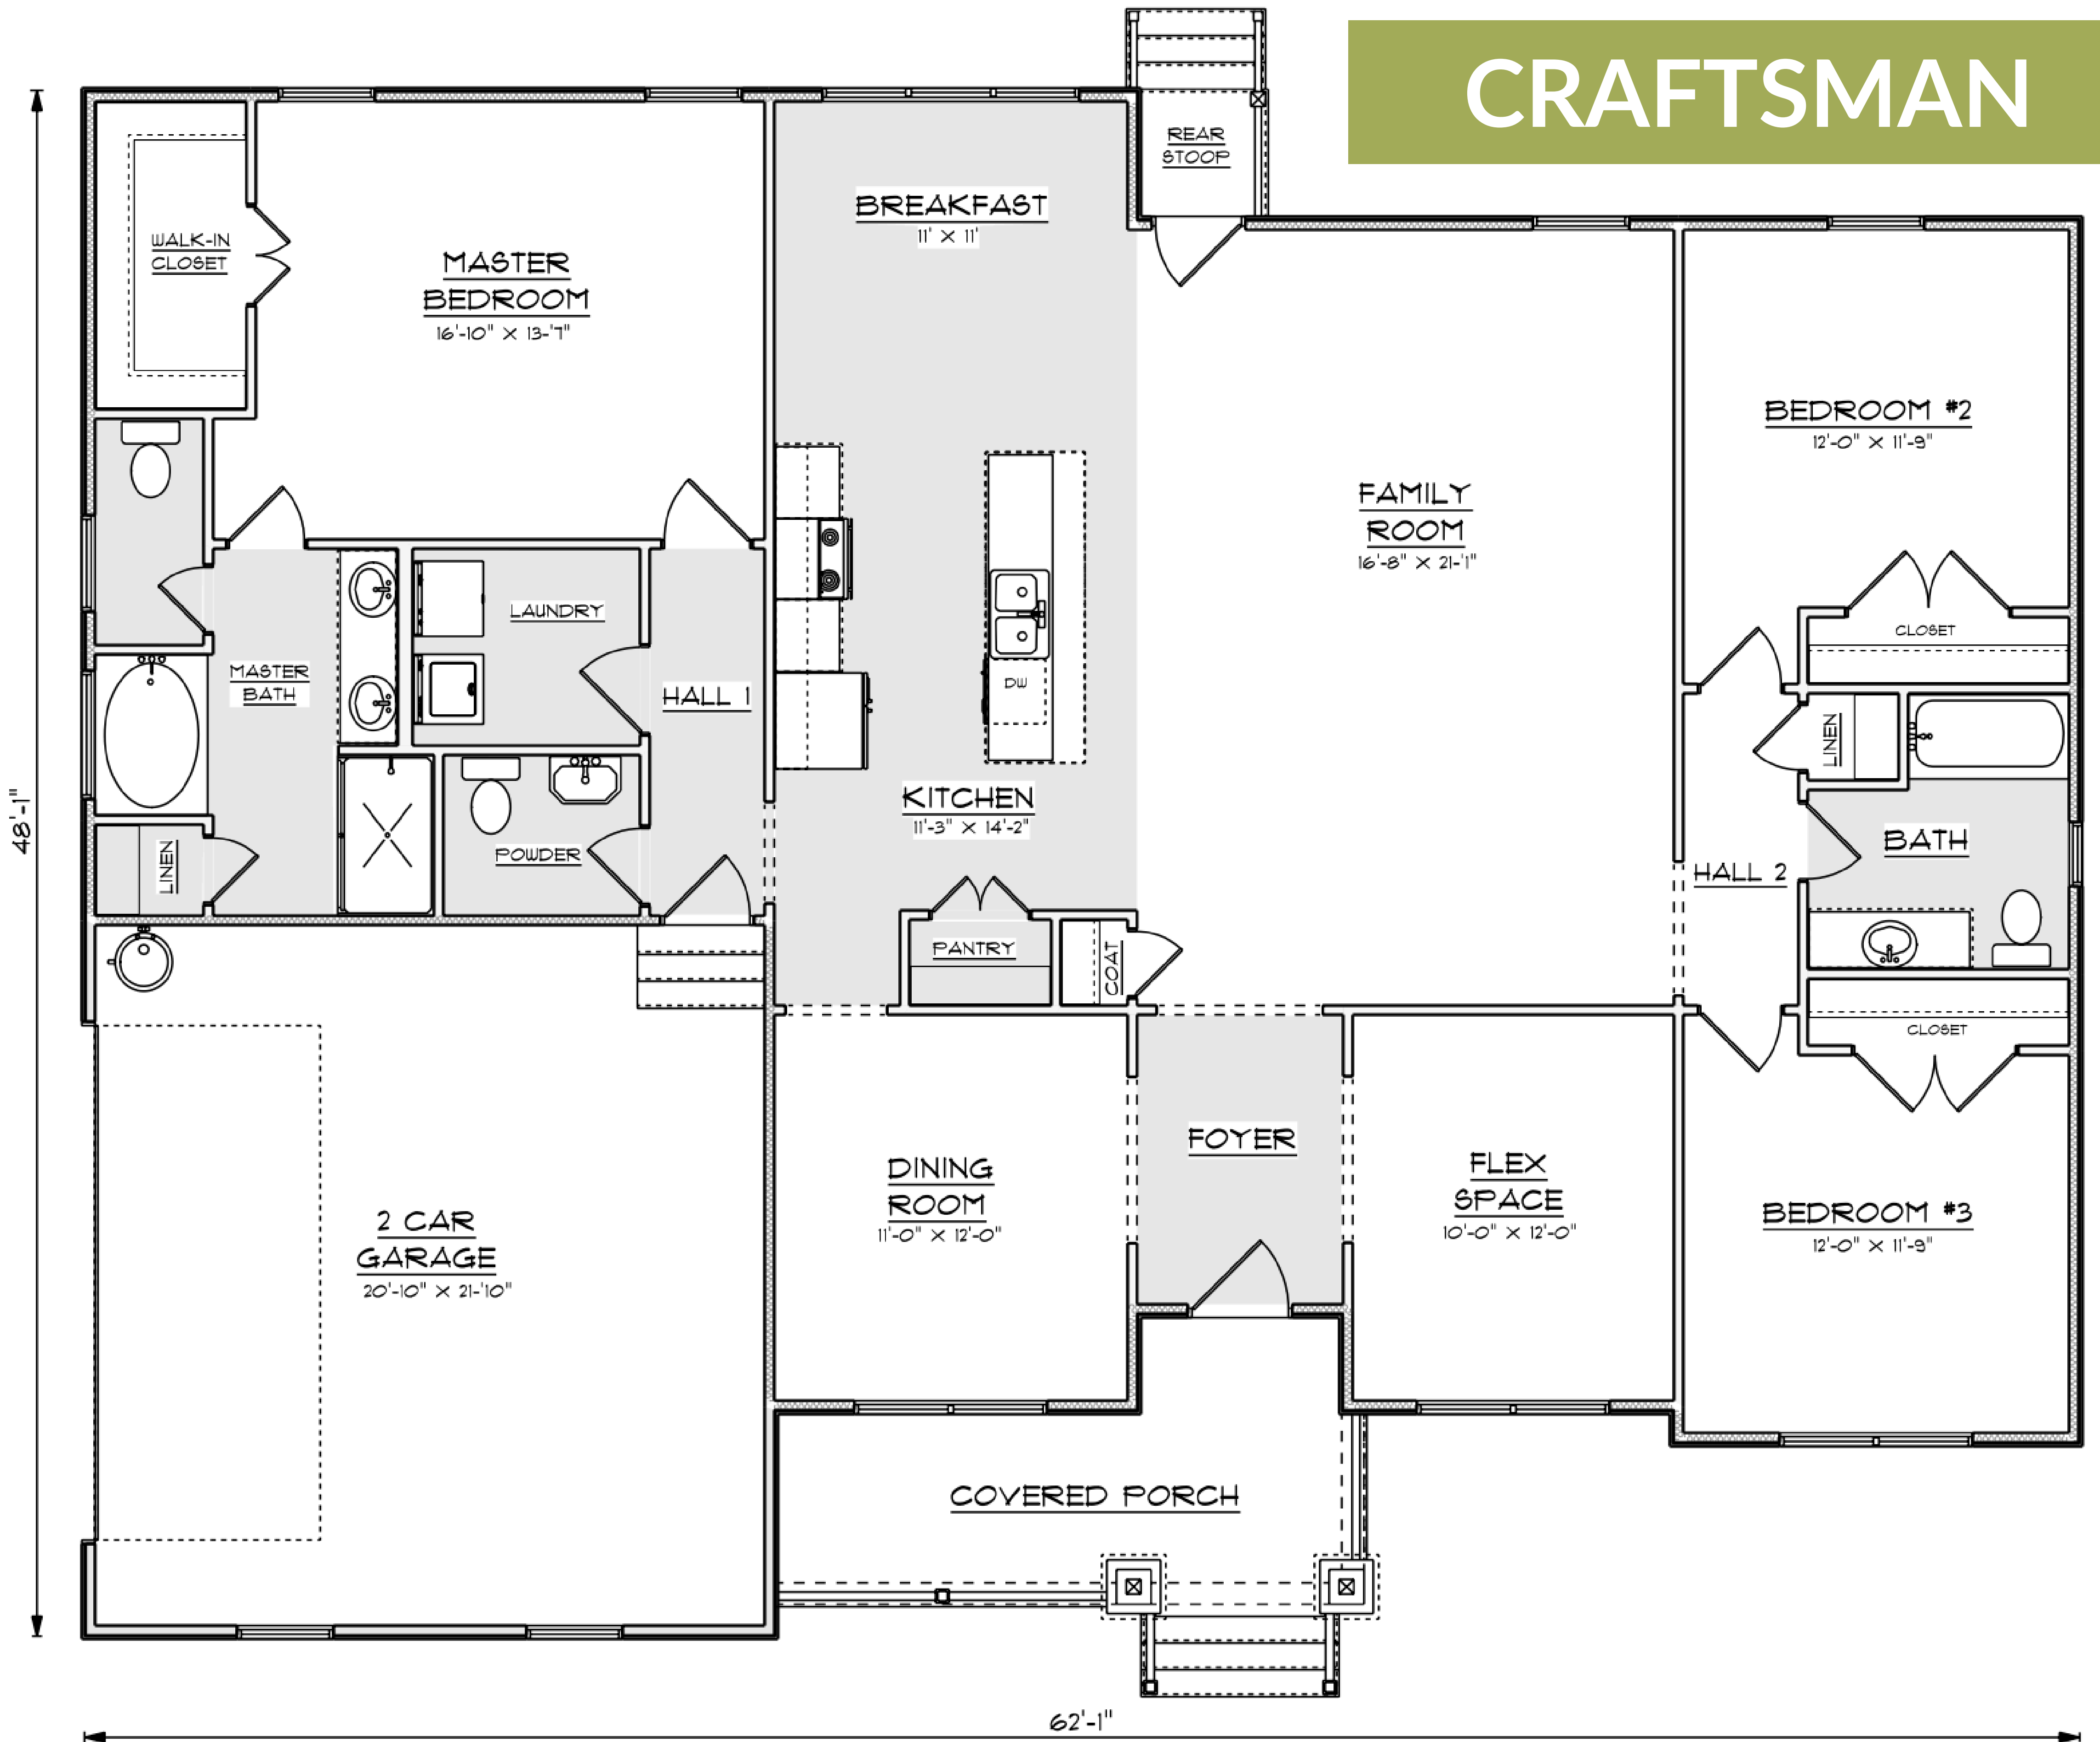 CRAFTSMAN
REAR
STOOP
BREAKFAST
11' X 11'
WALK-IN
CLOSET
MASTER
BEDROOM
16'-10" X 13-'7"
BEDROOM #2
12'-0" X 11'-9"
FAMILY
ROOM
16'-8" X 21-'1"
LAUNDRY
CLOSET
MASTER
BATH
HALL 1
DW
LINEN
48'-1"
KITCHEN
11'-3" X 14'-2"
POWDER
LINEN
BATH
HALL 2
PANTRY
COAT
CLOSET
FOYER
DINING
ROOM
11'-0" X 12'-0"
FLEX
SPACE
10'-0" X 12'-0"
BEDROOM #3
12'-0" X 11'-9"
2 CAR
GARAGE
20'-10" X 21-'10"
COVERED PORCH
62'-1"